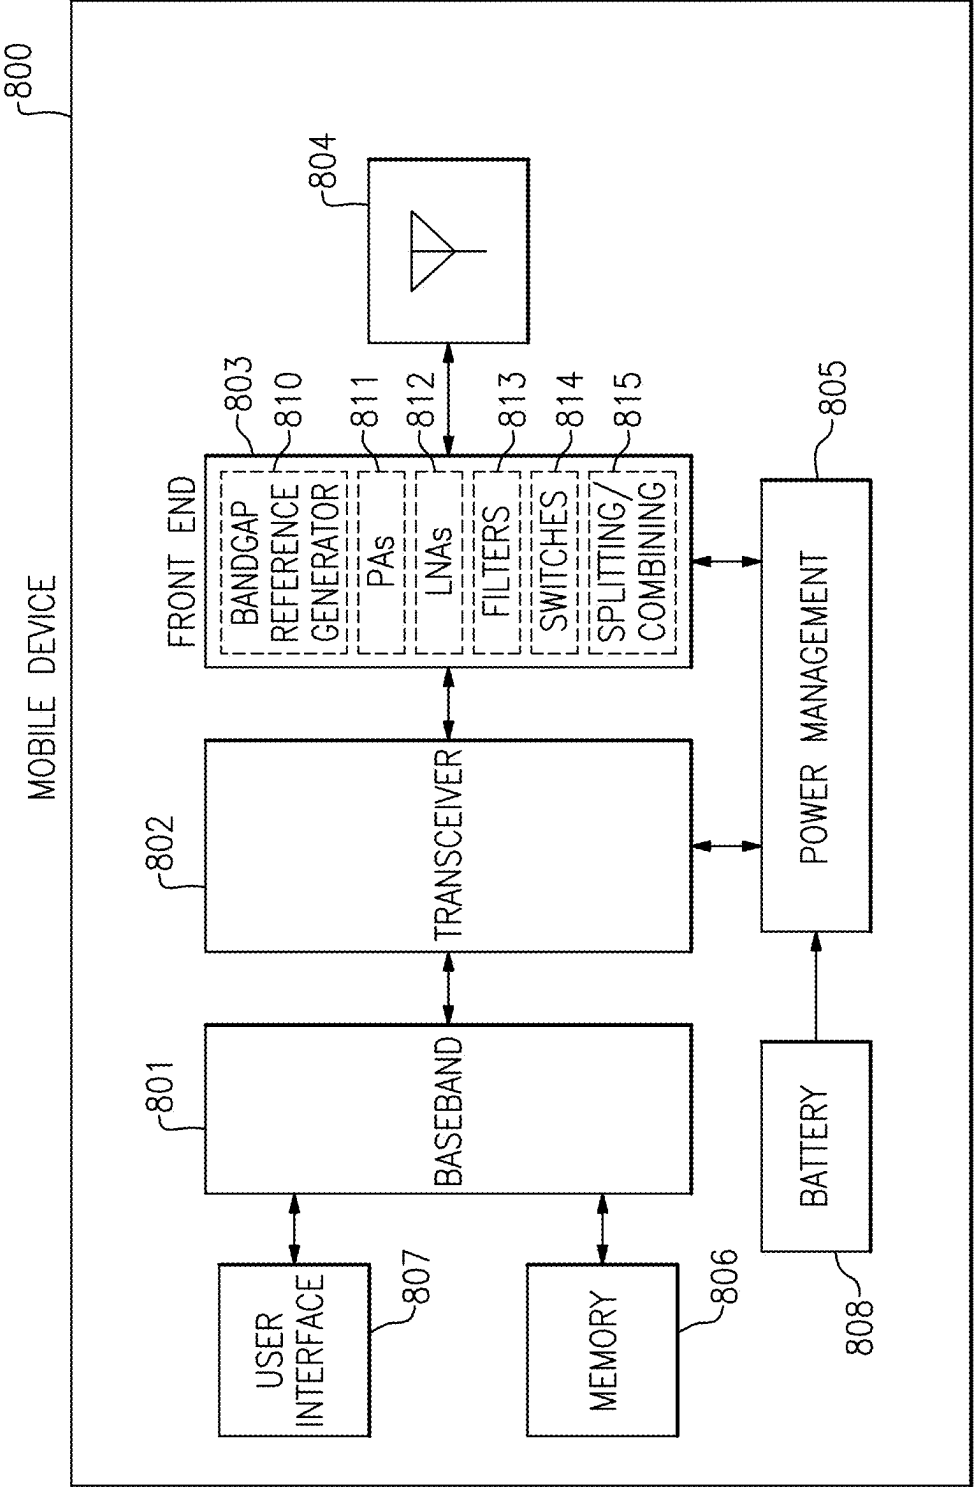 MOBILE DEVICE
800
FRONT END
803
801
802
BANDGAP
REFERENCE
GENERATOR
810
PAs
811
LNAs
812
FILTERS
813
SWITCHES
814
SPLITTING/
COMBINING
815
804
USER
INTERFACE
807
BASEBAND
TRANSCEIVER
MEMORY
806
BATTERY
808
POWER MANAGEMENT
805